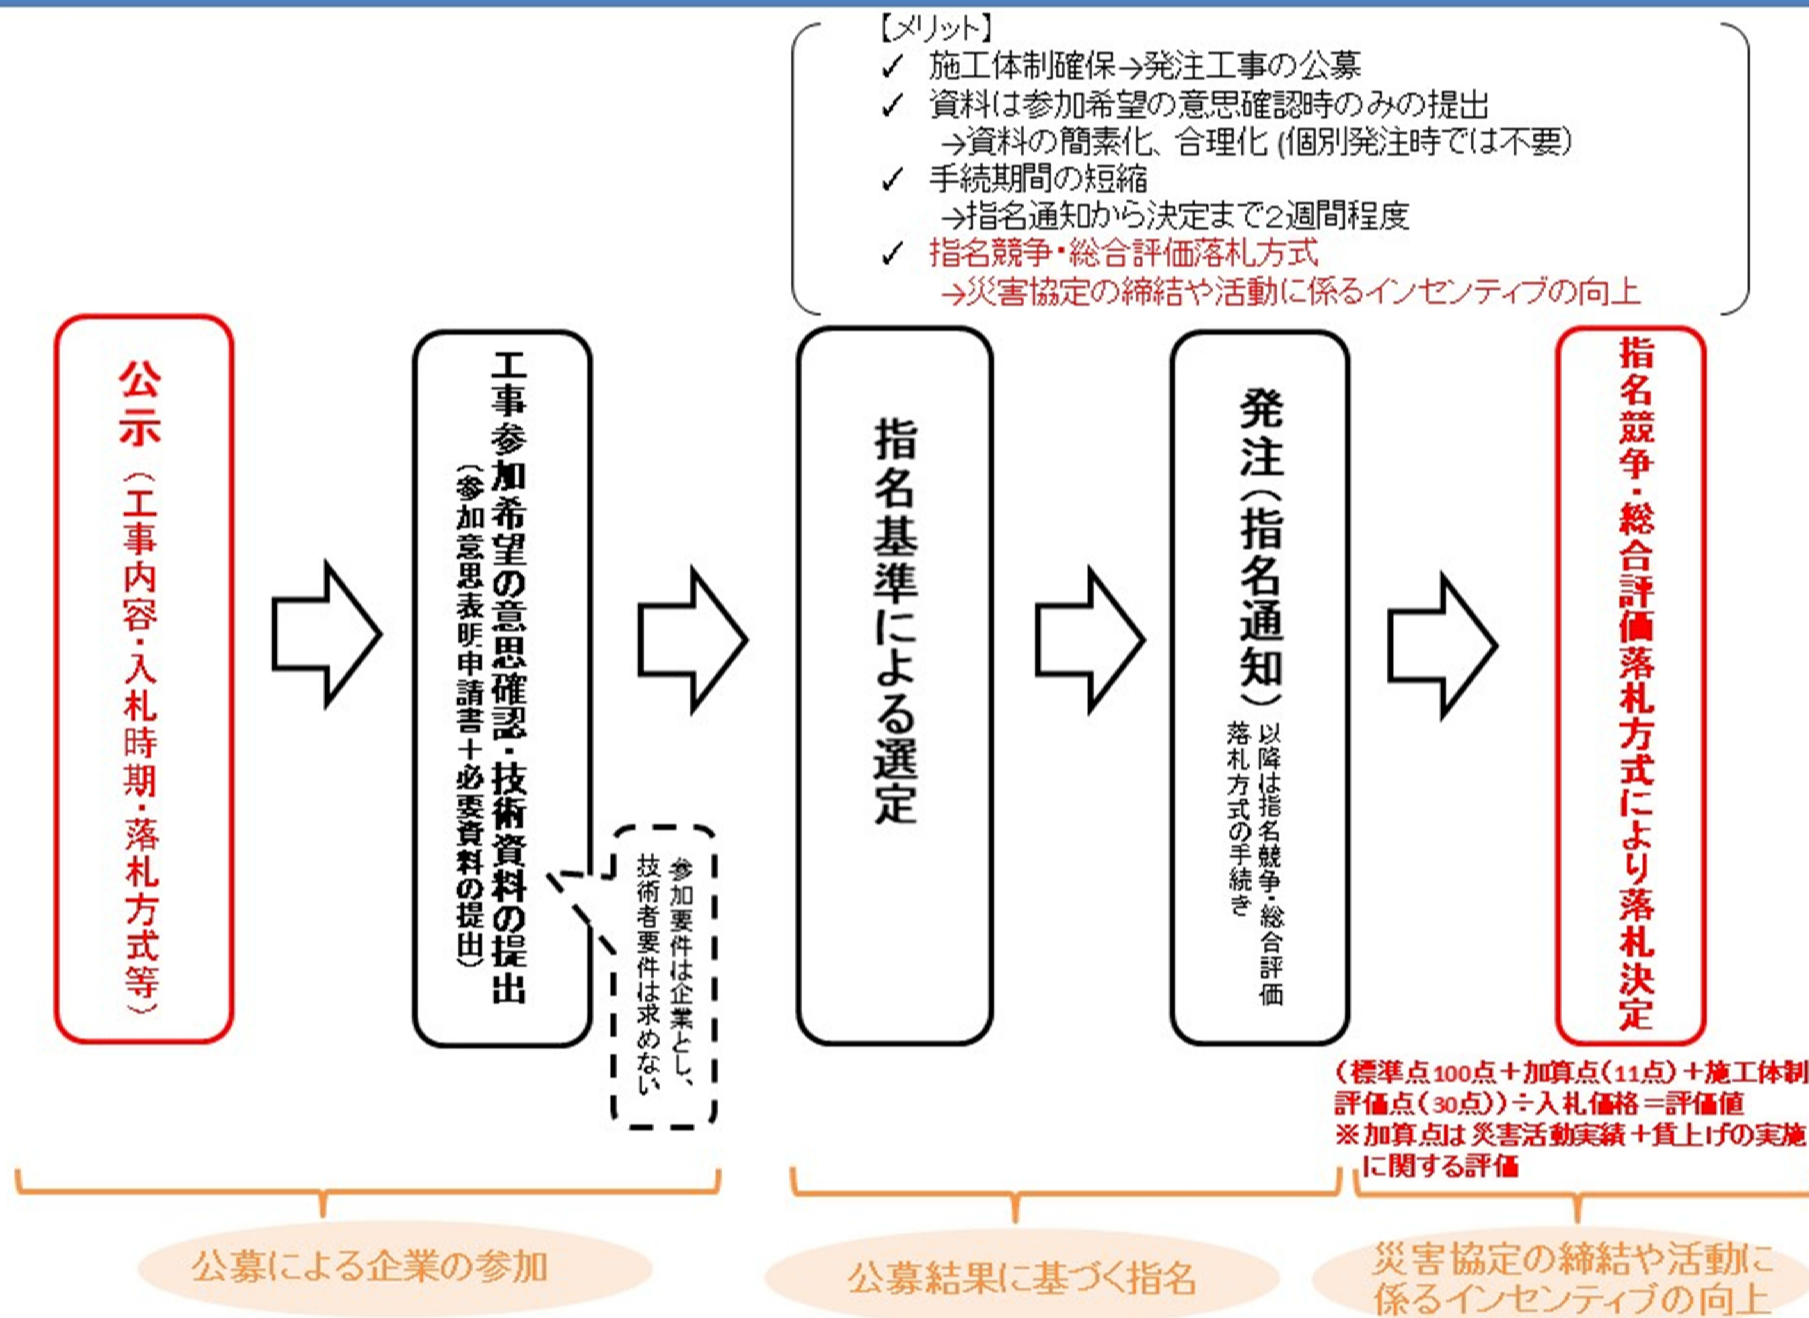 【メリット】
✓ 施工体制確保→発注工事の公募
✓ 資料は参加希望の意思確認時のみの提出
→資料の簡素化、合理化(個別発注時では不要)
✓ 手続期間の短縮
→指名通知から決定まで2週間程度
✓ 指名競争・総合評価落札方式
→災害協定の締結や活動に係るインセンティブの向上
公示(工事内容・入札時期・落札方式等)
工事参加希望の意思確認・技術資料の提出
(参加意思表明申請書+必要資料の提出)
参加要件は企業とし、
技術者要件は求めない
指名基準による選定
発注(指名通知)
以降は指名競争・総合評価
落札方式の手続き
指名競争・総合評価落札方式により落札決定
(標準点100点+加算点(11点)+施工体制
評価点(30点))÷入札価格=評価値
※加算点は災害活動実績+賃上げの実施
に関する評価
公募による企業の参加
公募結果に基づく指名
災害協定の締結や活動に
係るインセンティブの向上